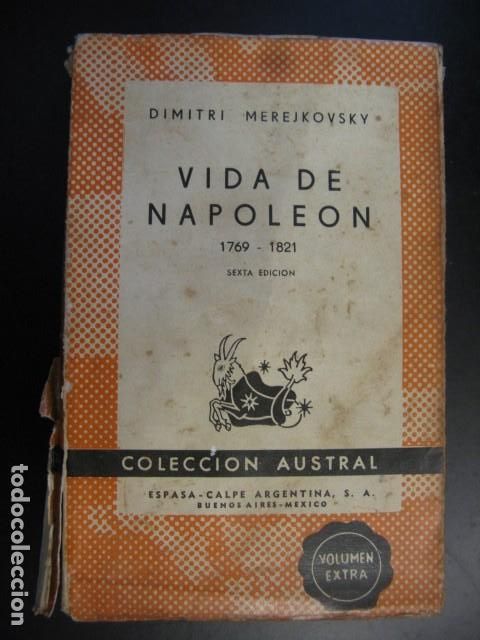 DIMITRI MEREJKOVSKY
VIDA DE
NAPOLEON
1769 - 1821
SEXTA EDICION
COLECCION AUSTRAL
ESPASA - CALPE ARGENTINA, S. A.
BUENOS AIRES - MEXICO
VOLUMEN
EXTRA
todocoleccion